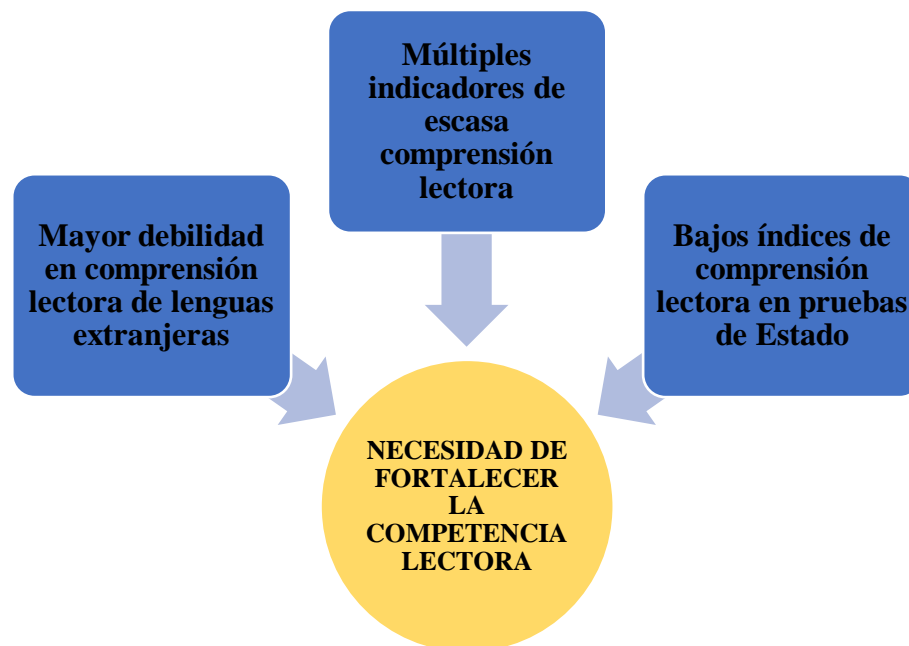 Múltiples
indicadores de
escasa
comprensión
lectora
Mayor debilidad
en comprensión
lectora de lenguas
extranjeras
Bajos índices de
comprensión
lectora en pruebas
de Estado
NECESIDAD DE
FORTALECER
LA
COMPETENCIA
LECTORA